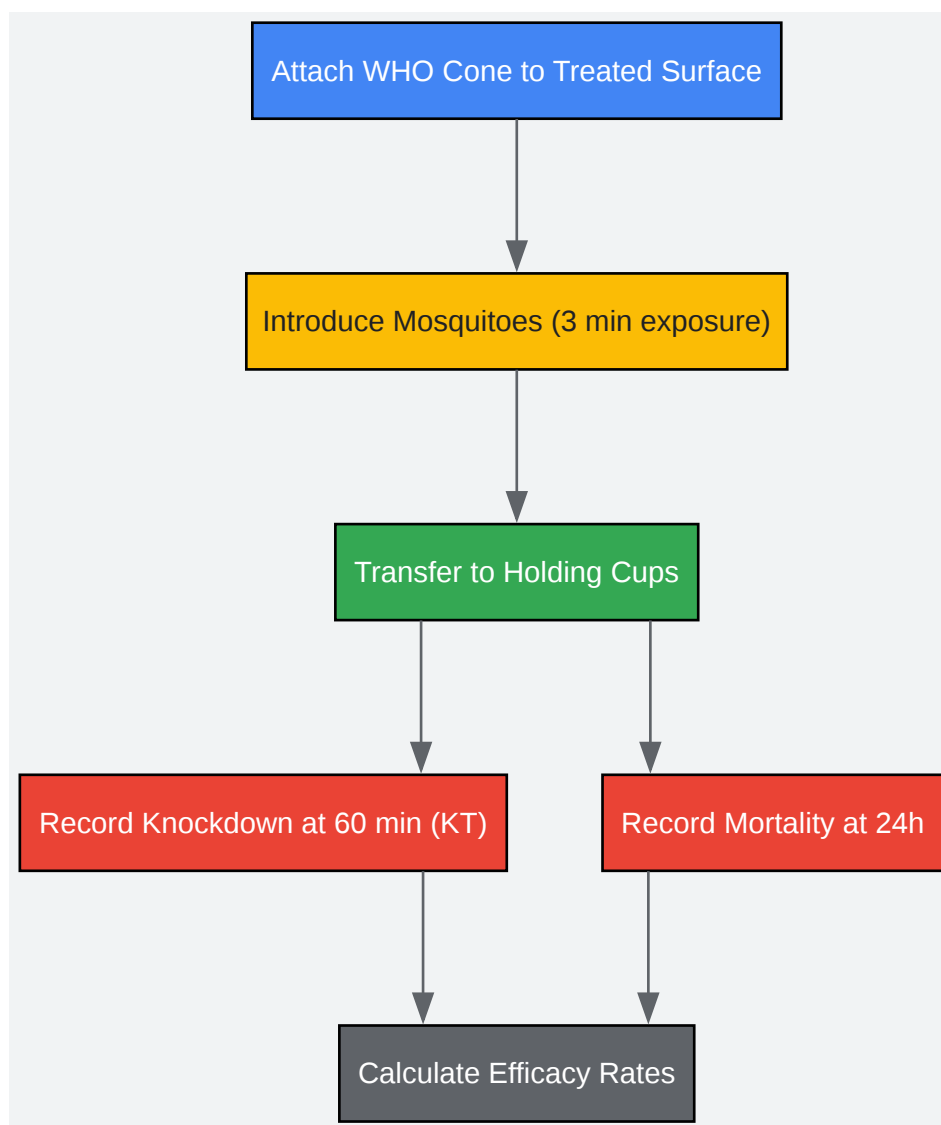 Attach WHO Cone to Treated Surface
Introduce Mosquitoes (3 min exposure)
Transfer to Holding Cups
Record Knockdown at 60 min (KT)
Record Mortality at 24h
Calculate Efficacy Rates